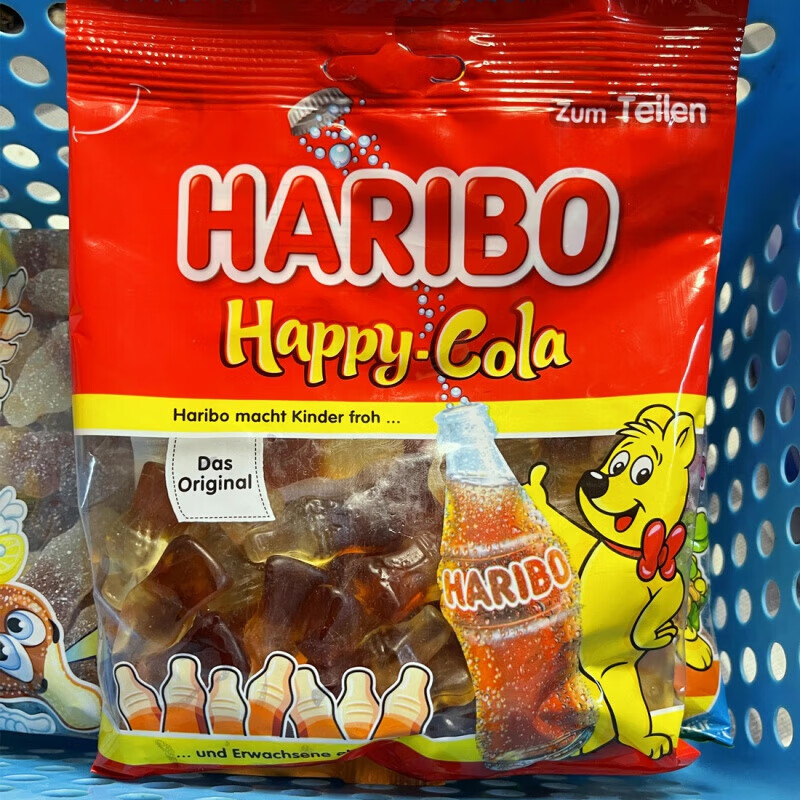 Zum Teilen
HARIBO
Happy-Cola
Haribo macht Kinder froh ...
Das
Original
HARIBO
... und Erwachsene